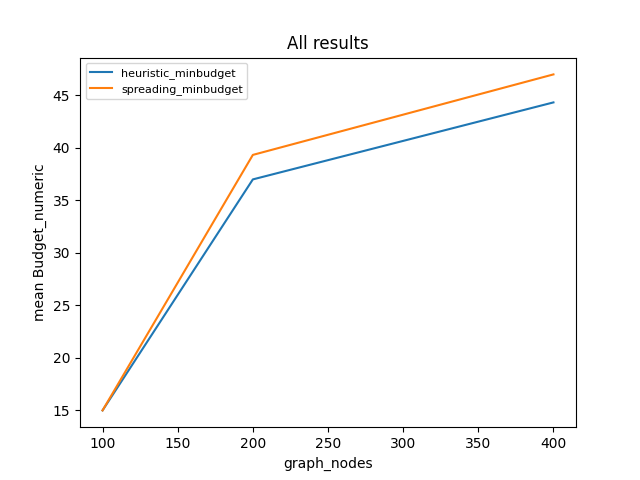 All results
heuristic_minbudget
spreading_minbudget
mean Budget_numeric
45
40
35
30
25
20
15
100 150 200 250 300 350 400
graph_nodes